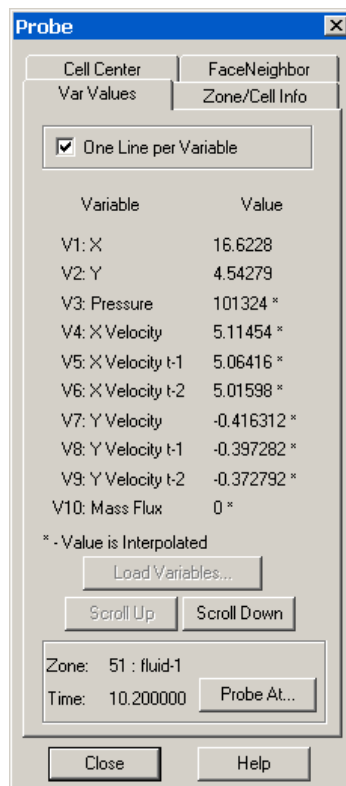 Probe
Cell Center FaceNeighbor
Var Values Zone/Cell Info
One Line per Variable
Variable Value
V1: X 16.6228
V2: Y 4.54279
V3: Pressure 101324 *
V4: X Velocity 5.11454 *
V5: X Velocity t-1 5.06416 *
V6: X Velocity t-2 5.01598 *
V7: Y Velocity -0.416312 *
V8: Y Velocity t-1 -0.397282 *
V9: Y Velocity t-2 -0.372792 *
V10: Mass Flux 0 *
* - Value is Interpolated
Load Variables...
Scroll Up Scroll Down
Zone: 51 : fluid-1
Time: 10.200000 Probe At...
Close Help